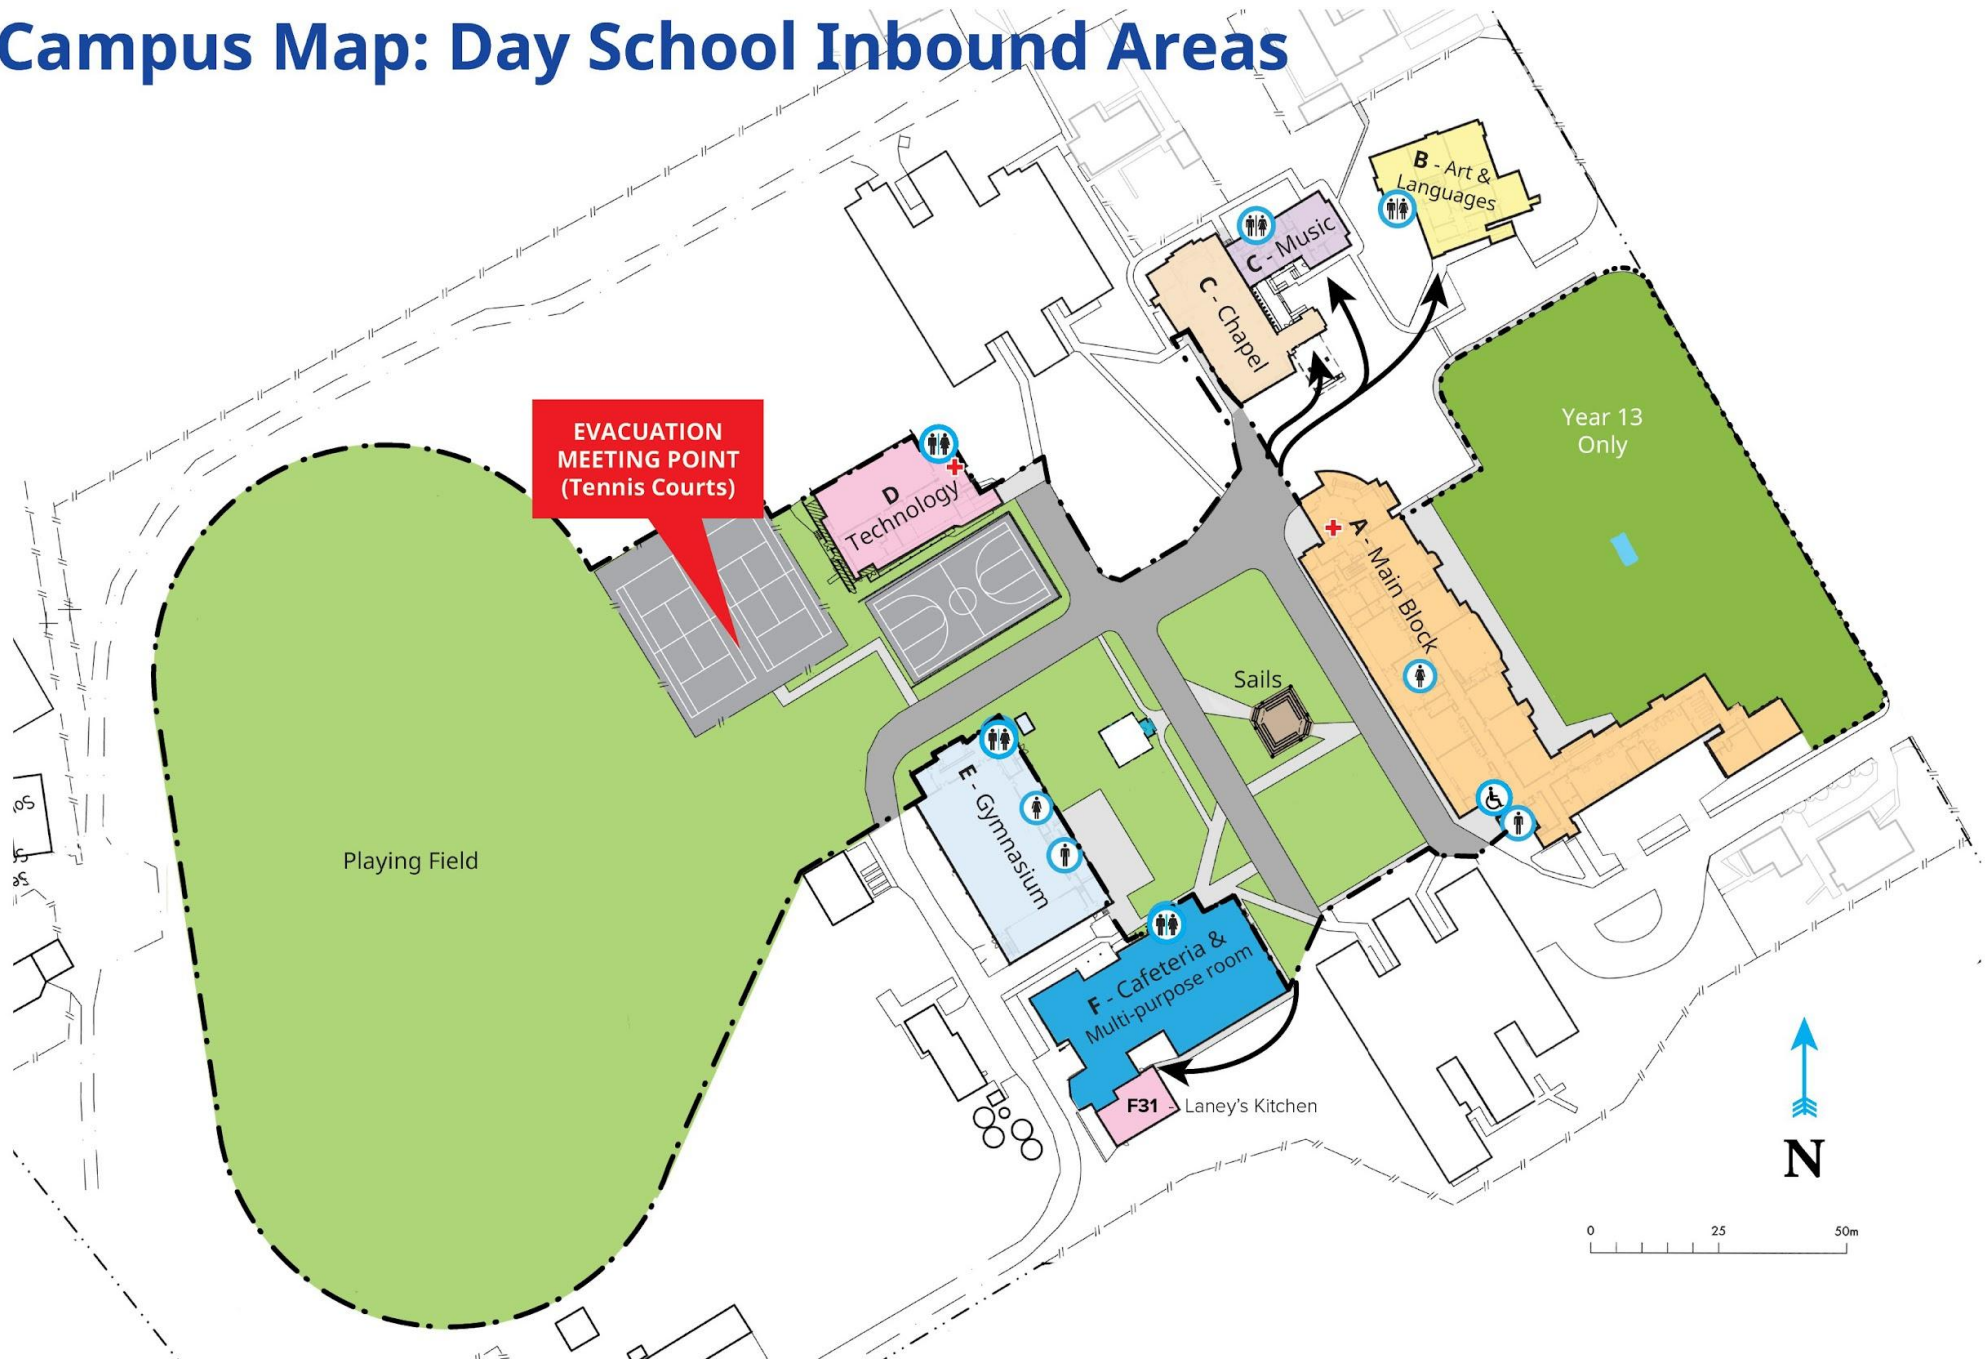 Campus Map: Day School Inbound Areas
B - Art &
Languages
C - Music
C - Chapel
Year 13
Only
EVACUATION
MEETING POINT
(Tennis Courts)
D
Technology
A - Main Block
Sails
Playing Field
E - Gymnasium
F - Cafeteria &
Multi-purpose room
F31 - Laney's Kitchen
N
0 25 50m